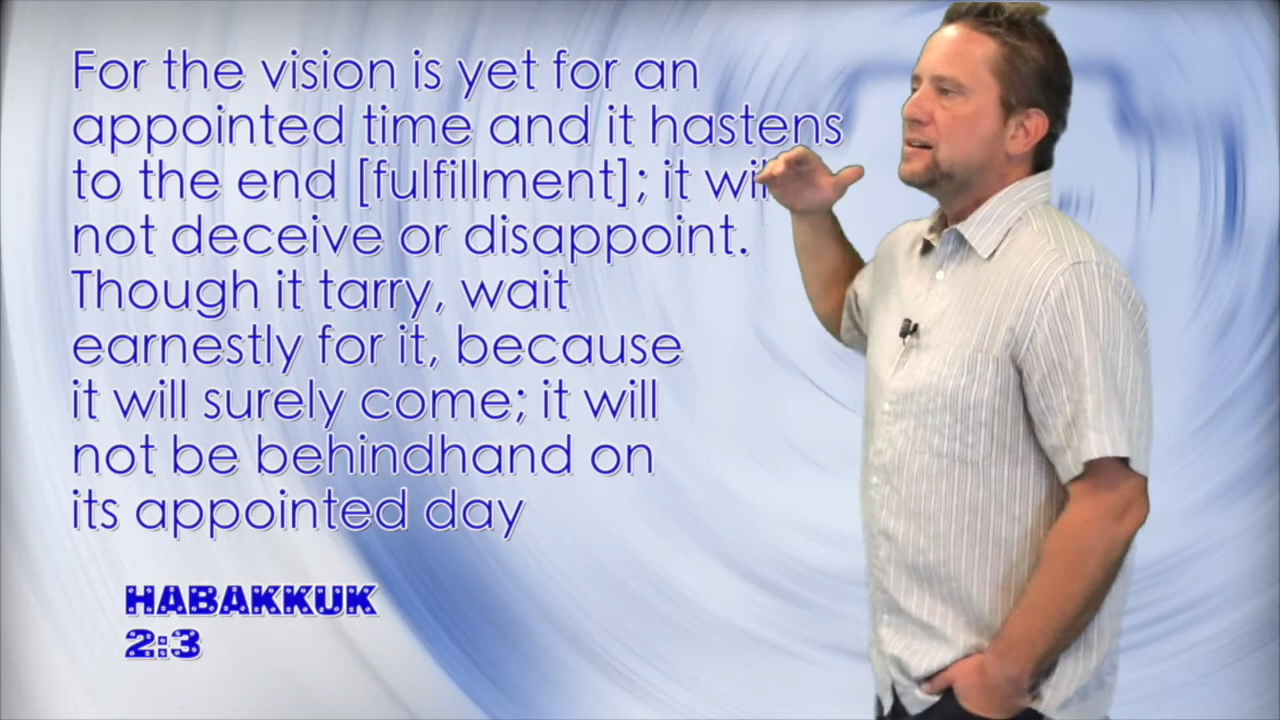 For the vision is yet for an
appointed time and it hastens
to the end [fulfillment]; it will
not deceive or disappoint.
Though it tarry, wait
earnestly for it, because
it will surely come; it will
not be behindhand on
its appointed day
HABAKKUK
2:3